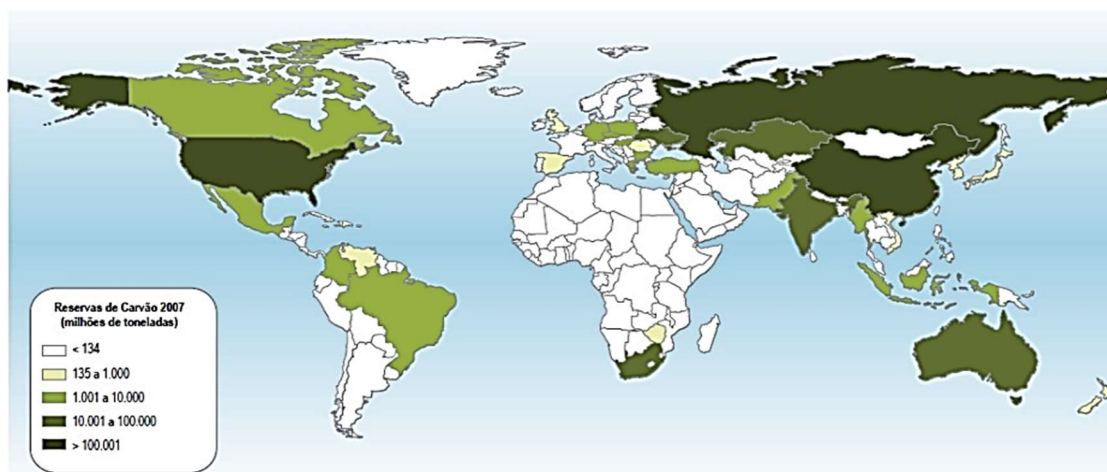 Reservas de Carvão 2007
(milhões de toneladas)
< 134
135 a 1.000
1.001 a 10.000
10.001 a 100.000
> 100.001